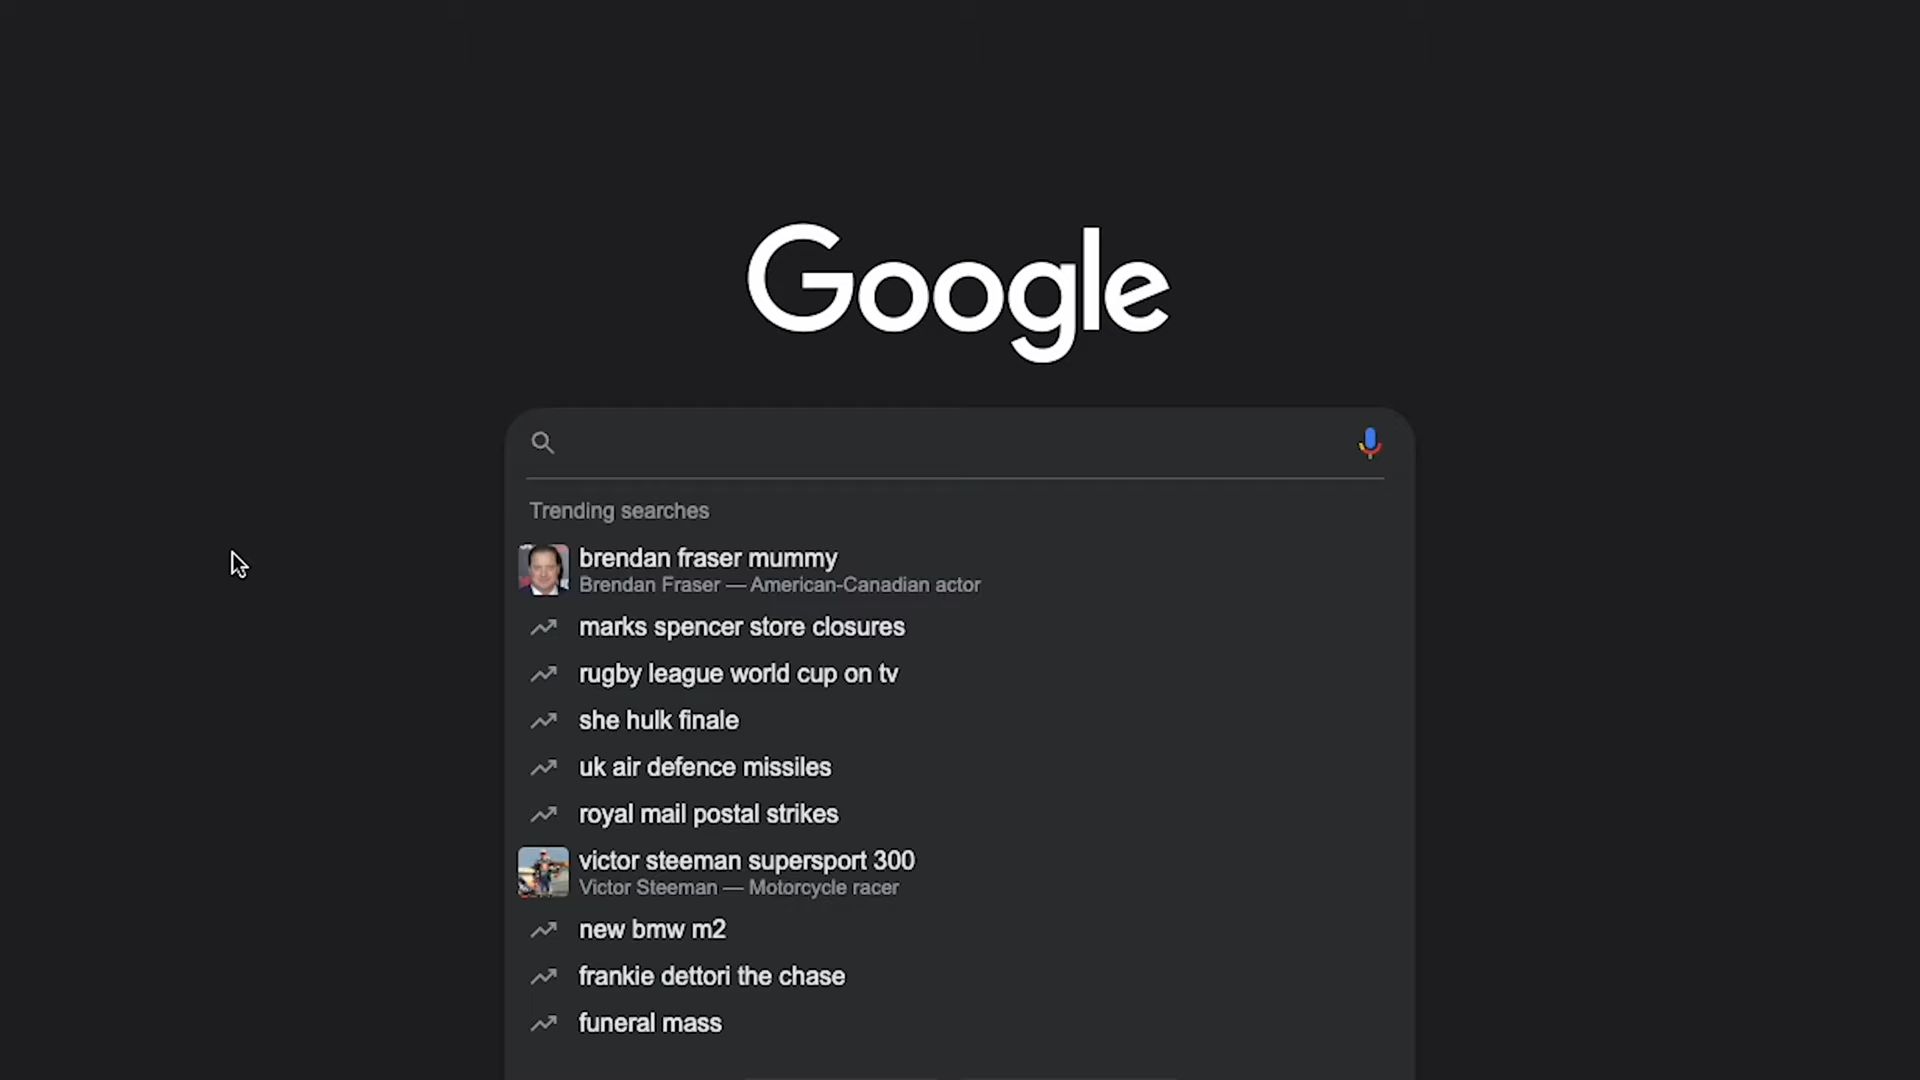 Google
Trending searches
brendan fraser mummy
Brendan Fraser — American-Canadian actor
marks spencer store closures
rugby league world cup on tv
she hulk finale
uk air defence missiles
royal mail postal strikes
victor steeman supersport 300
Victor Steeman — Motorcycle racer
new bmw m2
frankie dettori the chase
funeral mass